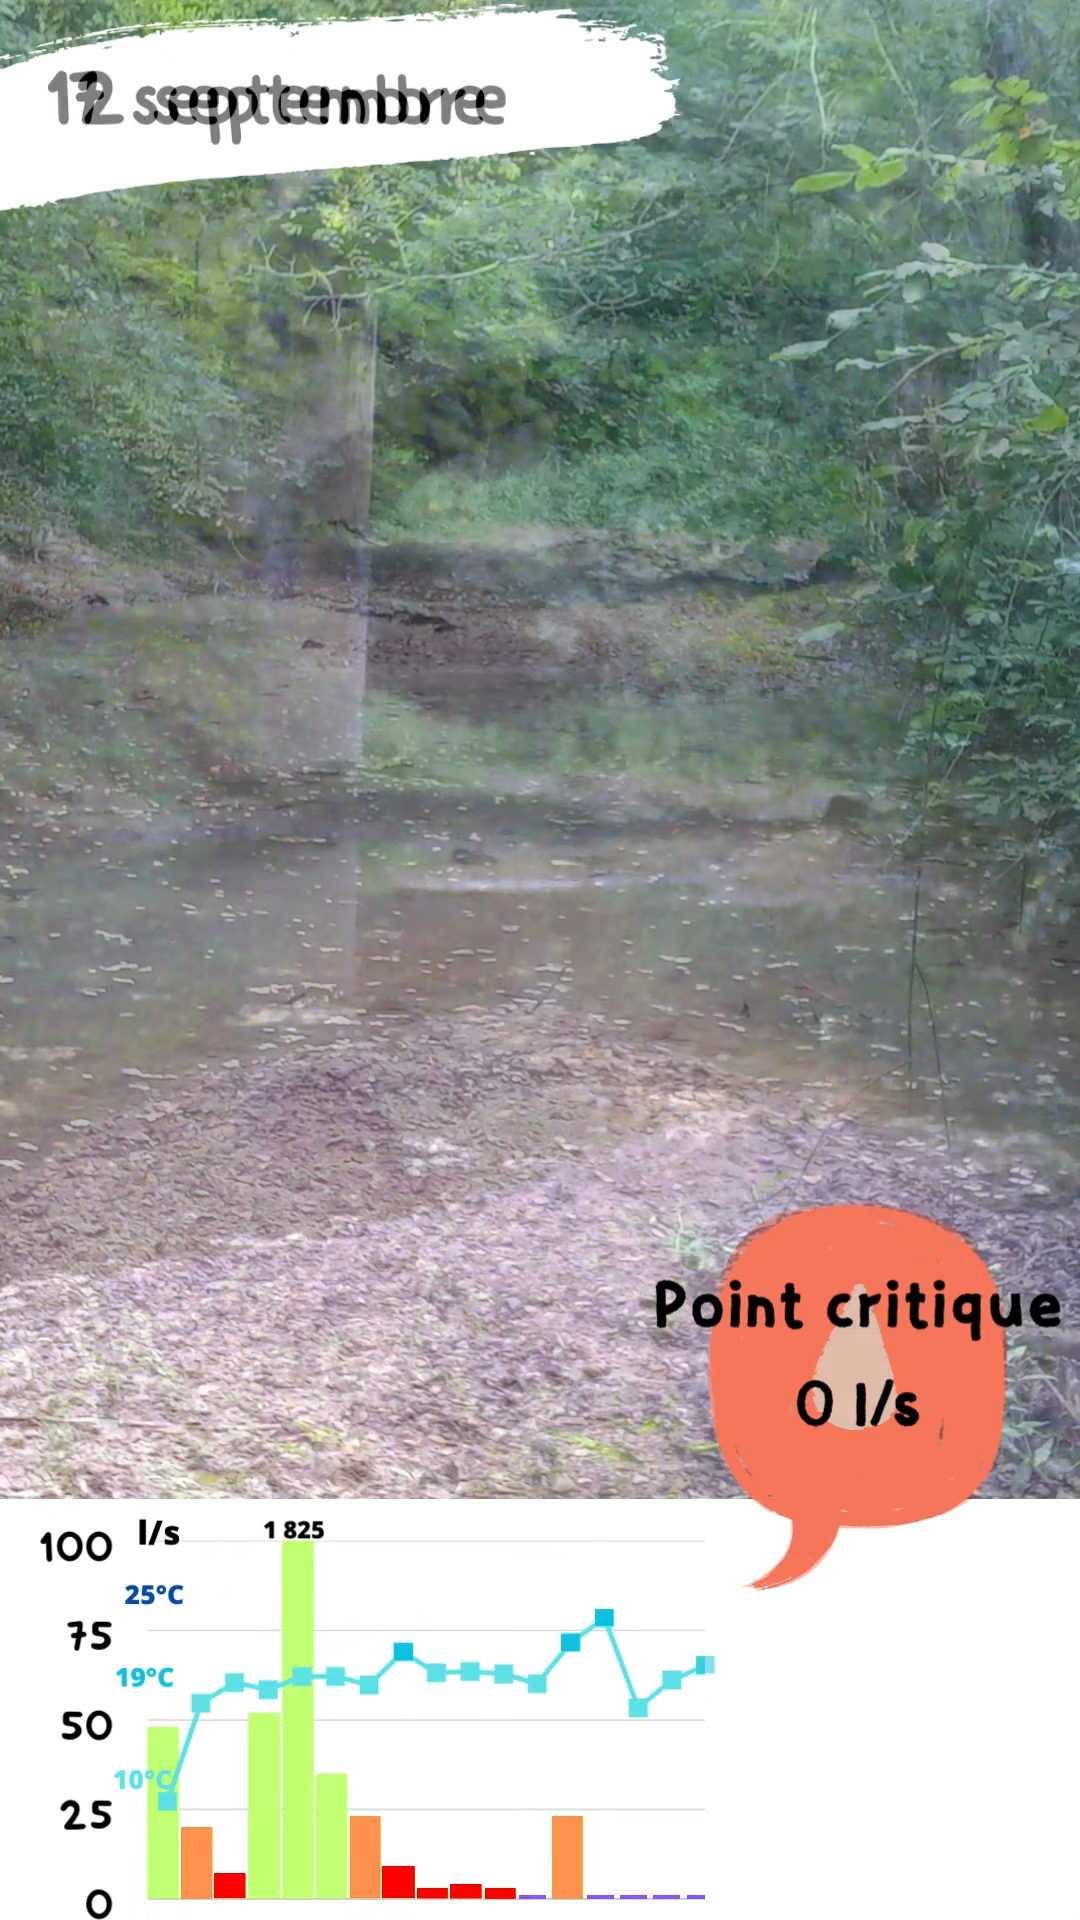 septembre
Point critique
0 l/s
l/s
1 825
100
25°C
75
19°C
50
10°C
25
0